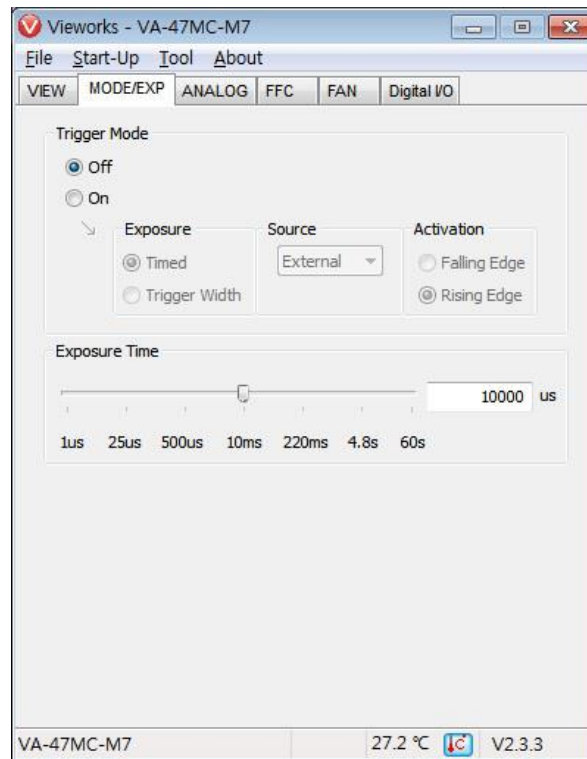 Vieworks - VA-47MC-M7
File Start-Up Tool About
VIEW MODE/EXP ANALOG FFC FAN Digital I/O
Trigger Mode
Off
On
Exposure Source Activation
Timed External Falling Edge
Trigger Width Rising Edge
Exposure Time
10000 us
1us 25us 500us 10ms 220ms 4.8s 60s
VA-47MC-M7 27.2 ℃ C V2.3.3